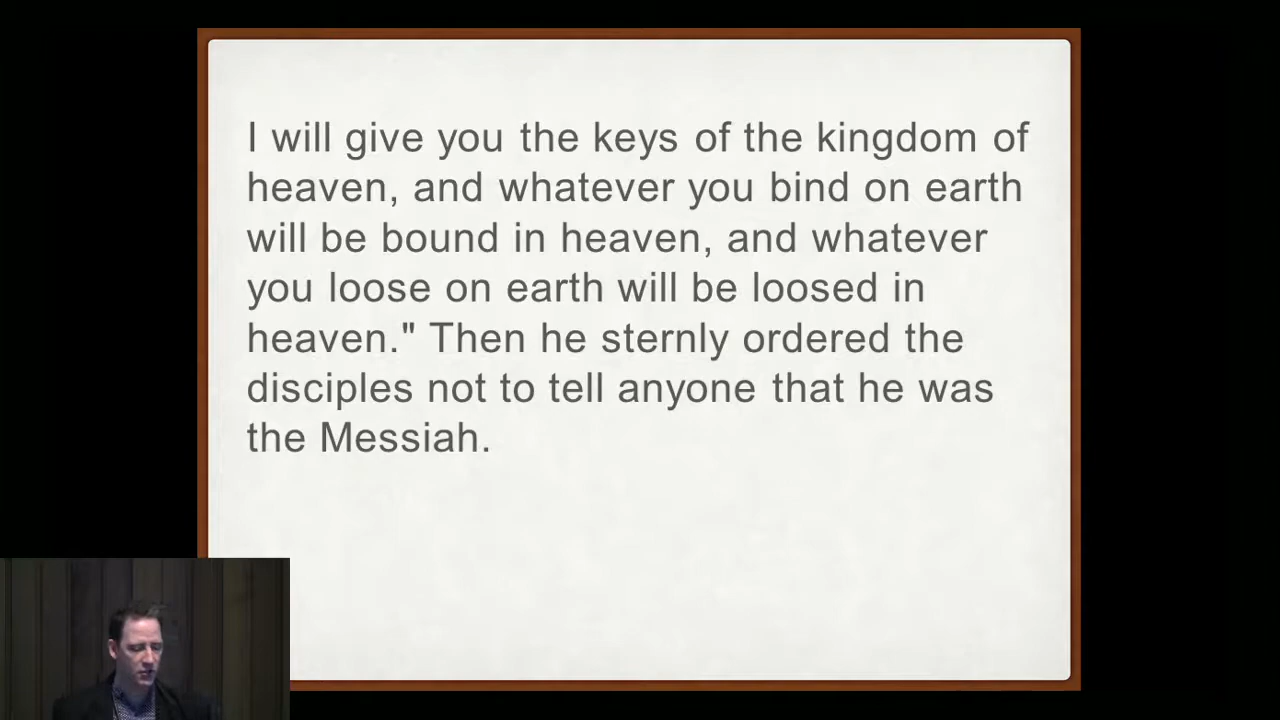 I will give you the keys of the kingdom of
heaven, and whatever you bind on earth
will be bound in heaven, and whatever
you loose on earth will be loosed in
heaven." Then he sternly ordered the
disciples not to tell anyone that he was
the Messiah.